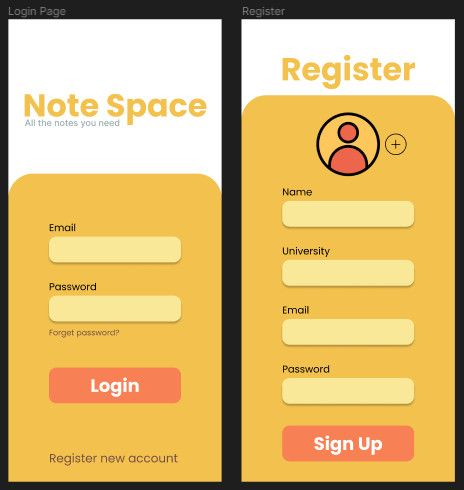 Login Page
Note Space
All the notes you need
Email
Password
Forget password?
Login
Register new account
Register
Register
Name
University
Email
Password
Sign Up